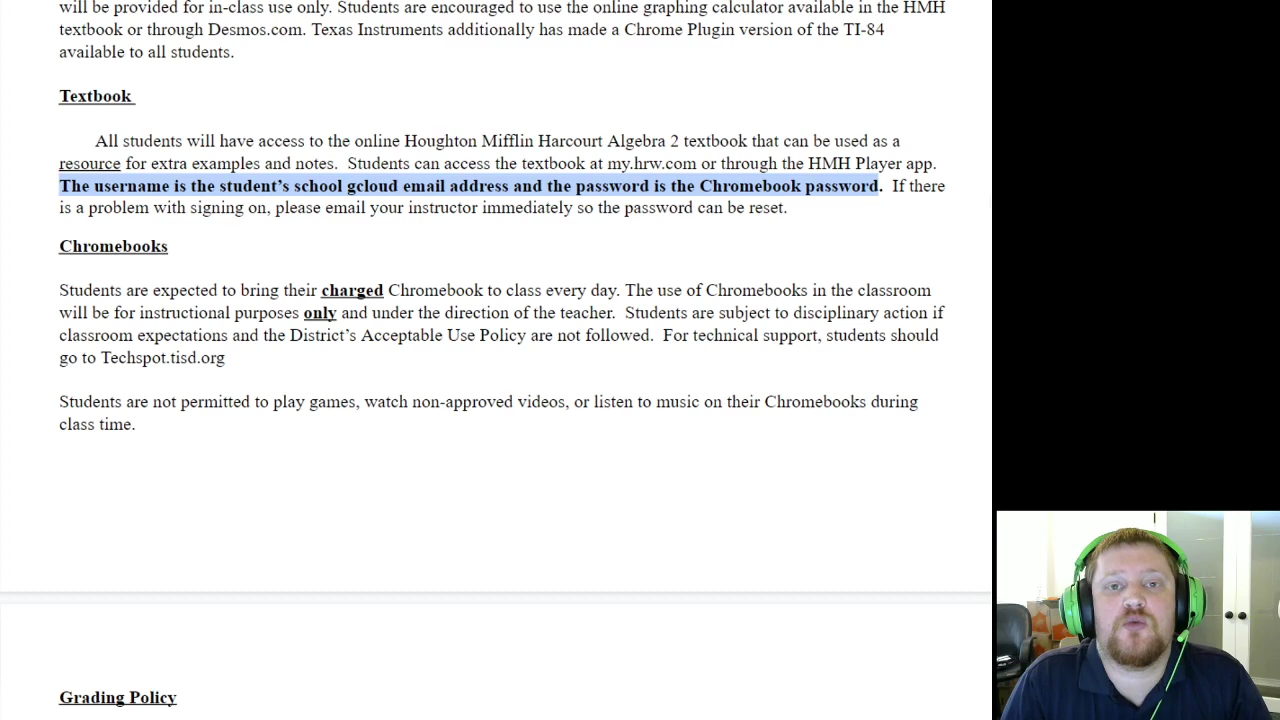 will be provided for in-class use only. Students are encouraged to use the online graphing calculator available in the HMH
textbook or through Desmos.com. Texas Instruments additionally has made a Chrome Plugin version of the TI-84
available to all students.
Textbook
All students will have access to the online Houghton Mifflin Harcourt Algebra 2 textbook that can be used as a
resource for extra examples and notes. Students can access the textbook at my.hrw.com or through the HMH Player app.
The username is the student’s school gcloud email address and the password is the Chromebook password. If there
is a problem with signing on, please email your instructor immediately so the password can be reset.
Chromebooks
Students are expected to bring their charged Chromebook to class every day. The use of Chromebooks in the classroom
will be for instructional purposes only and under the direction of the teacher. Students are subject to disciplinary action if
classroom expectations and the District’s Acceptable Use Policy are not followed. For technical support, students should
go to Techspot.tisd.org
Students are not permitted to play games, watch non-approved videos, or listen to music on their Chromebooks during
class time.
Grading Policy